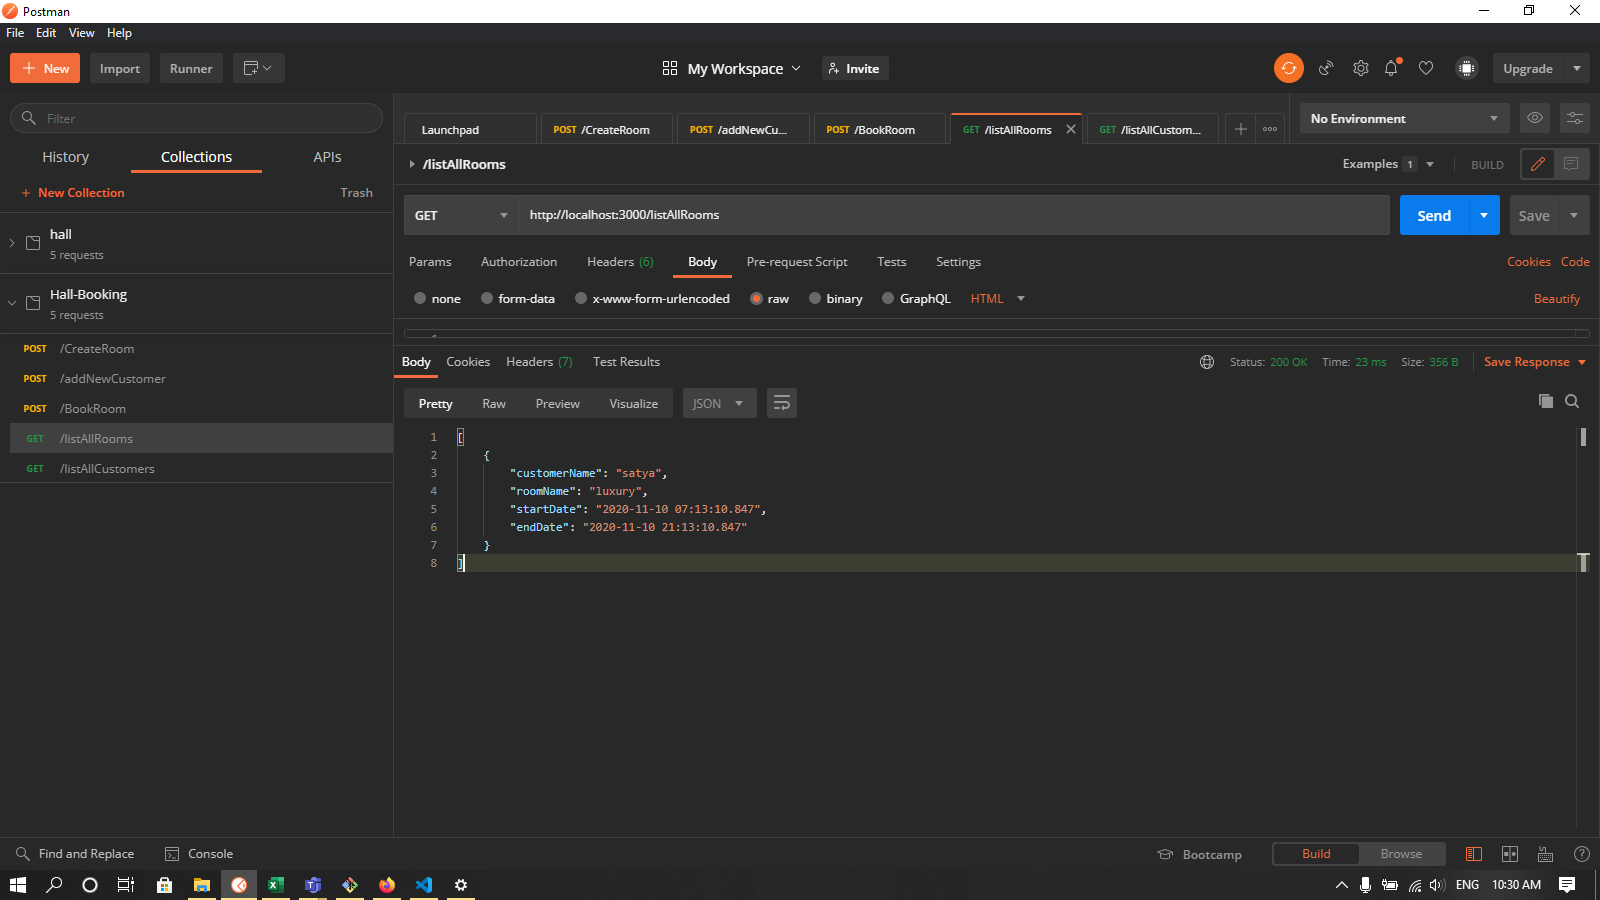 Postman
File Edit View Help
New Import Runner My Workspace Invite Upgrade
Filter
History Collections APIs
New Collection Trash
hall
5 requests
Hall-Booking
5 requests
POST /CreateRoom
POST /addNewCustomer
POST /BookRoom
GET /listAllRooms
GET /listAllCustomers
Launchpad POST /CreateRoom POST /addNewCu... POST /BookRoom GET /listAllRooms GET /listAllCustom... No Environment
/listAllRooms Examples 1 BUILD
GET http://localhost:3000/listAllRooms Send Save
Params Authorization Headers (6) Body Pre-request Script Tests Settings Cookies Code
none form-data x-www-form-urlencoded raw binary GraphQL HTML Beautify
Body Cookies Headers (7) Test Results Status: 200 OK Time: 23 ms Size: 356 B Save Response
Pretty Raw Preview Visualize JSON
1 [
2 {
3 "customerName": "satya",
4 "roomName": "luxury",
5 "startDate": "2020-11-10 07:13:10.847",
6 "endDate": "2020-11-10 21:13:10.847"
7 }
8 ]
Find and Replace Console Bootcamp Build Browse
ENG 10:30 AM